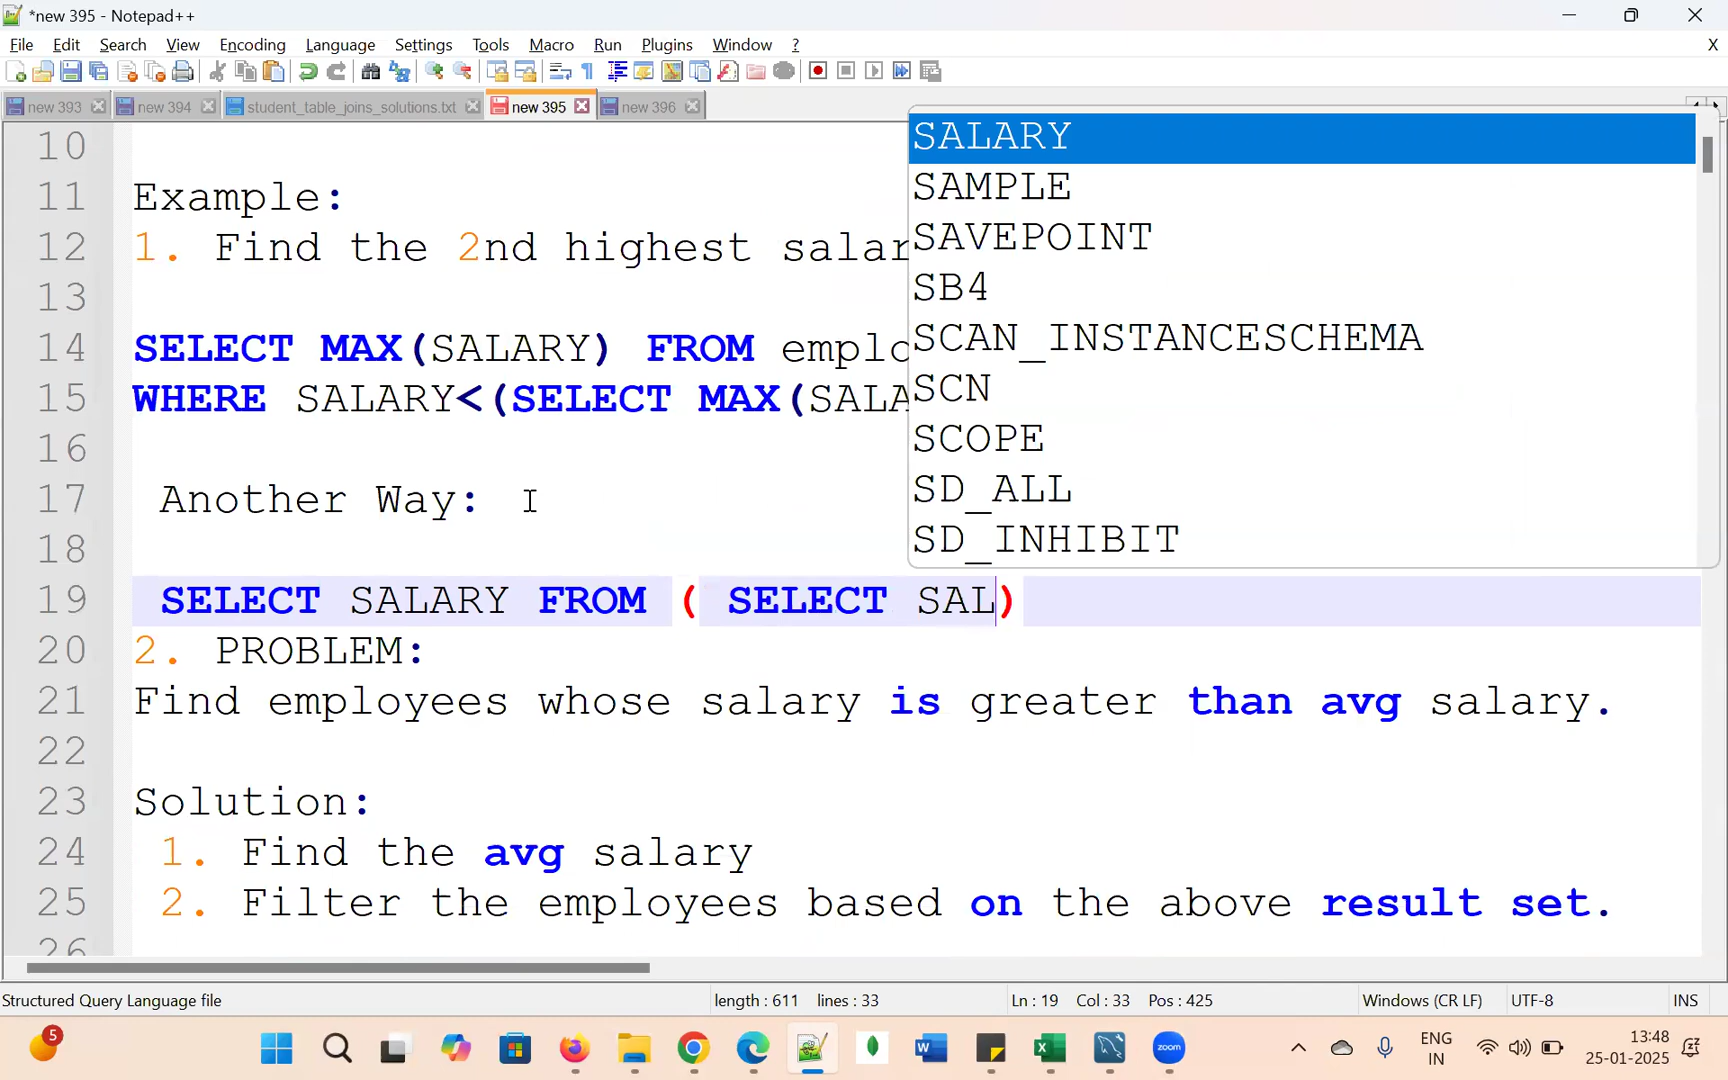 *new 395 - Notepad++
File Edit Search View Encoding Language Settings Tools Macro Run Plugins Window ? X
new 393 new 394 student_table_joins_solutions.txt new 395 new 396
10
11 Example:
12 1. Find the 2nd highest salar
13
14 SELECT MAX(SALARY) FROM emplo
15 WHERE SALARY<(SELECT MAX(SALA
16
17 Another Way:
18
19 SELECT SALARY FROM ( SELECT SAL)
20 2. PROBLEM:
21 Find employees whose salary is greater than avg salary.
22
23 Solution:
24 1. Find the avg salary
25 2. Filter the employees based on the above result set.
26
SALARY
SAMPLE
SAVEPOINT
SB4
SCAN_INSTANCESCHEMA
SCN
SCOPE
SD_ALL
SD_INHIBIT
Structured Query Language file length : 611 lines : 33 Ln : 19 Col : 33 Pos : 425 Windows (CR LF) UTF-8 INS
5 zoom ENG IN 13:48 25-01-2025